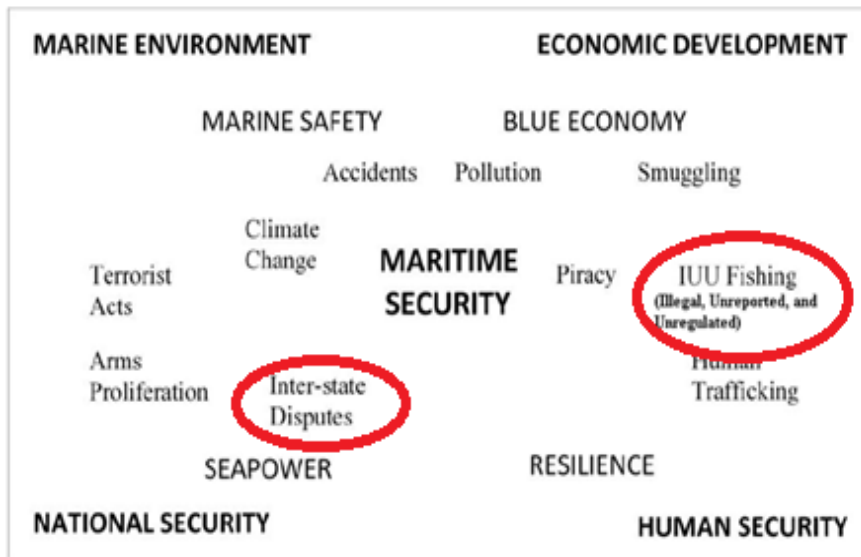 MARINE ENVIRONMENT
ECONOMIC DEVELOPMENT
MARINE SAFETY
BLUE ECONOMY
Accidents
Pollution
Smuggling
Climate
Change
MARITIME
SECURITY
Terrorist
Acts
Piracy
IUU Fishing
(Illegal, Unreported, and
Unregulated)
Arms
Proliferation
Inter-state
Disputes
Human
Trafficking
SEAPOWER
RESILIENCE
NATIONAL SECURITY
HUMAN SECURITY